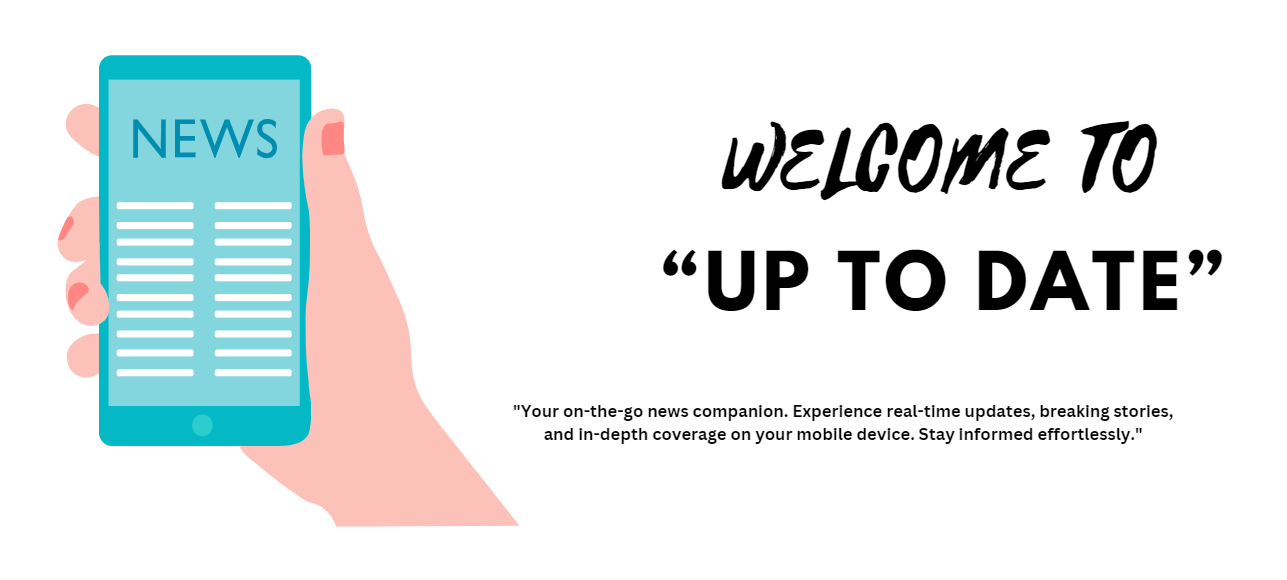 NEWS
WELCOME TO
“UP TO DATE”
"Your on-the-go news companion. Experience real-time updates, breaking stories,
and in-depth coverage on your mobile device. Stay informed effortlessly."